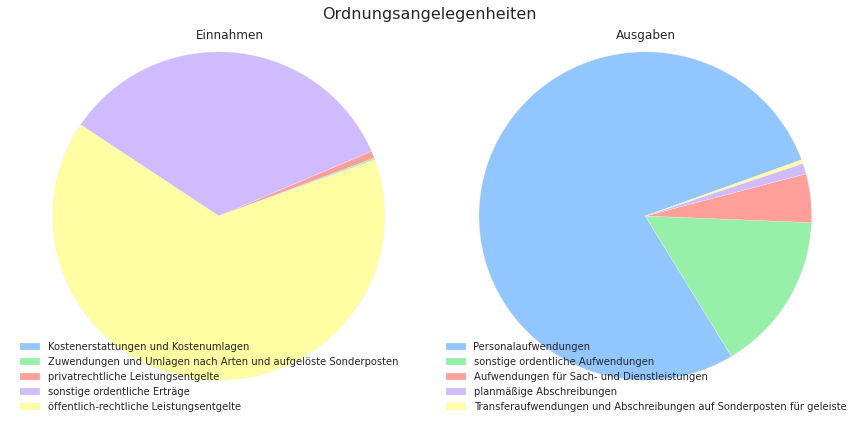 Ordnungsangelegenheiten
Einnahmen
Kostenerstattungen und Kostenumlagen
Zuwendungen und Umlagen nach Arten und aufgelöste Sonderposten
privatrechtliche Leistungsentgelte
sonstige ordentliche Erträge
öffentlich-rechtliche Leistungsentgelte
Ausgaben
Personalaufwendungen
sonstige ordentliche Aufwendungen
Aufwendungen für Sach- und Dienstleistungen
planmäßige Abschreibungen
Transferaufwendungen und Abschreibungen auf Sonderposten für geleiste